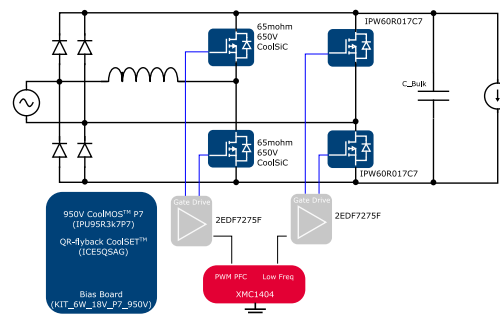 65mohm
650V
CoolSiC
IPW60R017C7
C_Bulk
65mohm
650V
CoolSiC
IPW60R017C7
Gate Drive
2EDF7275F
Gate Drive
2EDF7275F
950V CoolMOS™ P7
(IPU95R3k7P7)
QR-flyback CoolSET™
(ICE5QSAG)
Bias Board
(KIT_6W_18V_P7_950V)
PWM PFC
Low Freq
XMC1404